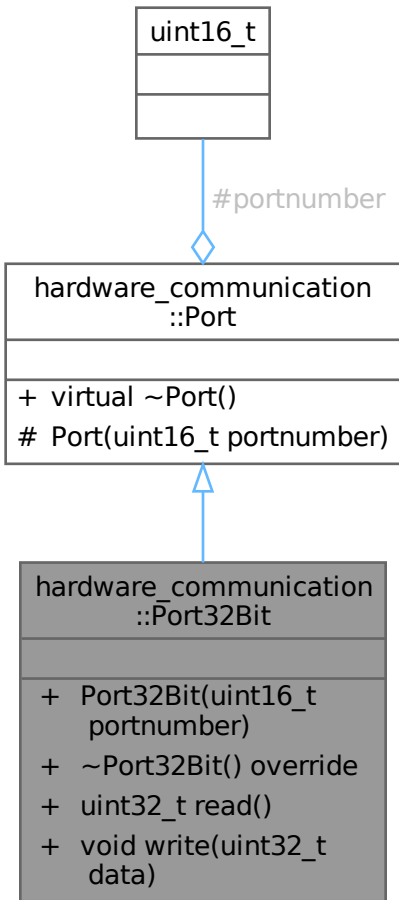 uint16_t
#portnumber
hardware_communication
::Port
+ virtual ~Port()
# Port(uint16_t portnumber)
hardware_communication
::Port32Bit
+ Port32Bit(uint16_t
portnumber)
+ ~Port32Bit() override
+ uint32_t read()
+ void write(uint32_t
data)